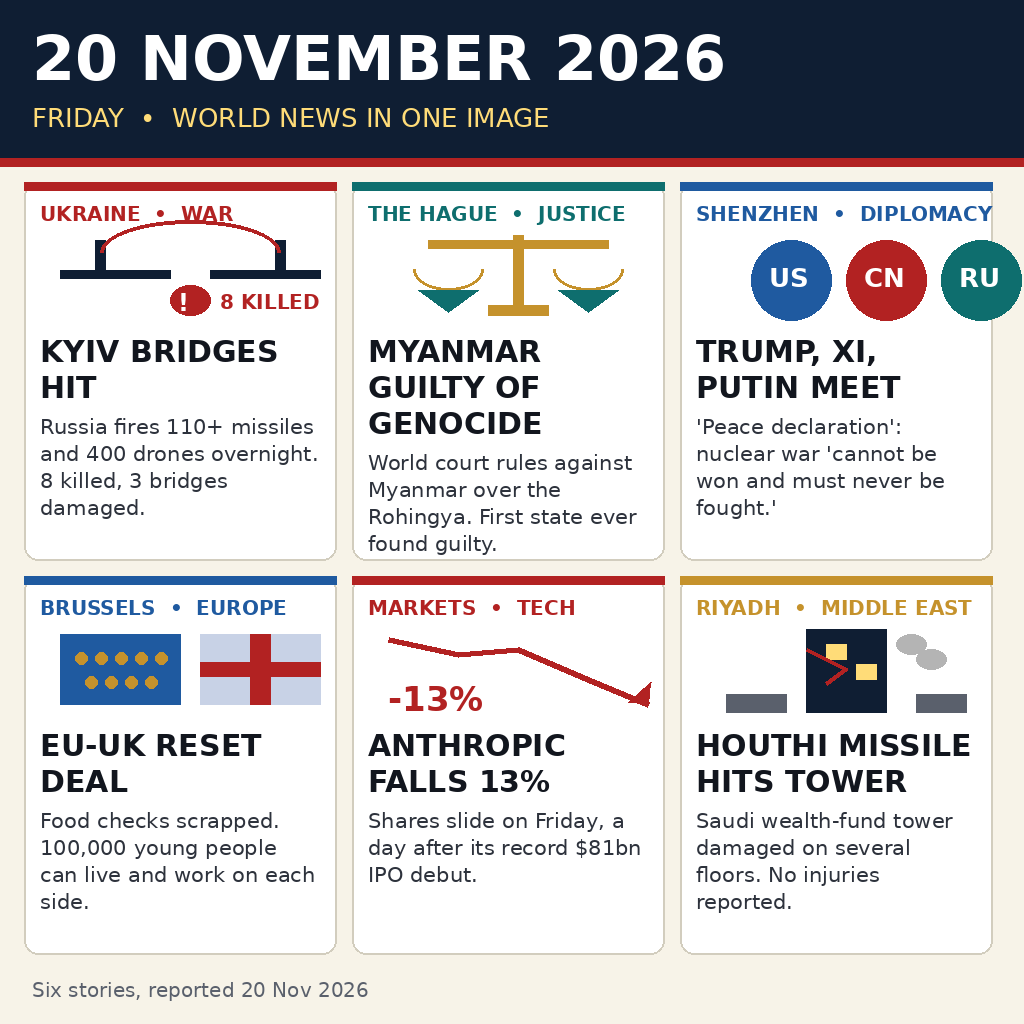 20 NOVEMBER 2026
FRIDAY • WORLD NEWS IN ONE IMAGE
UKRAINE • WAR
!
8 KILLED
KYIV BRIDGES
HIT
Russia fires 110+ missiles
and 400 drones overnight.
8 killed, 3 bridges
damaged.
THE HAGUE • JUSTICE
MYANMAR
GUILTY OF
GENOCIDE
World court rules against
Myanmar over the
Rohingya. First state ever
found guilty.
SHENZHEN • DIPLOMACY
US
CN
RU
TRUMP, XI,
PUTIN MEET
'Peace declaration':
nuclear war 'cannot be
won and must never be
fought.'
BRUSSELS • EUROPE
EU-UK RESET
DEAL
Food checks scrapped.
100,000 young people
can live and work on each
side.
MARKETS • TECH
-13%
ANTHROPIC
FALLS 13%
Shares slide on Friday, a
day after its record $81bn
IPO debut.
RIYADH • MIDDLE EAST
HOUTHI MISSILE
HITS TOWER
Saudi wealth-fund tower
damaged on several
floors. No injuries
reported.
Six stories, reported 20 Nov 2026